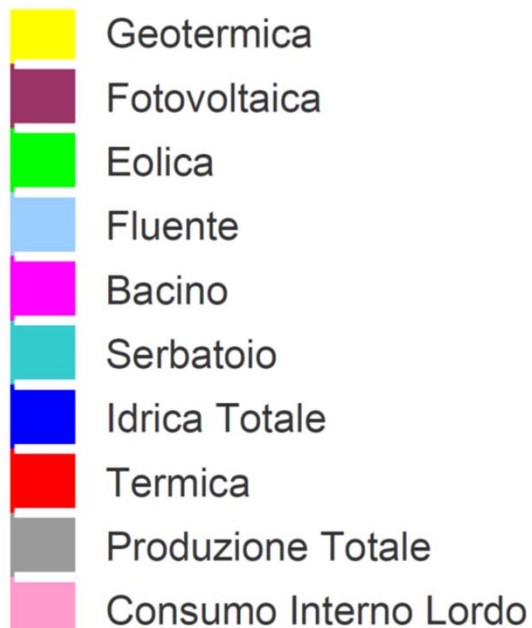 Geotermica
Fotovoltaica
Eolica
Fluente
Bacino
Serbatoio
Idrica Totale
Termica
Produzione Totale
Consumo Interno Lordo